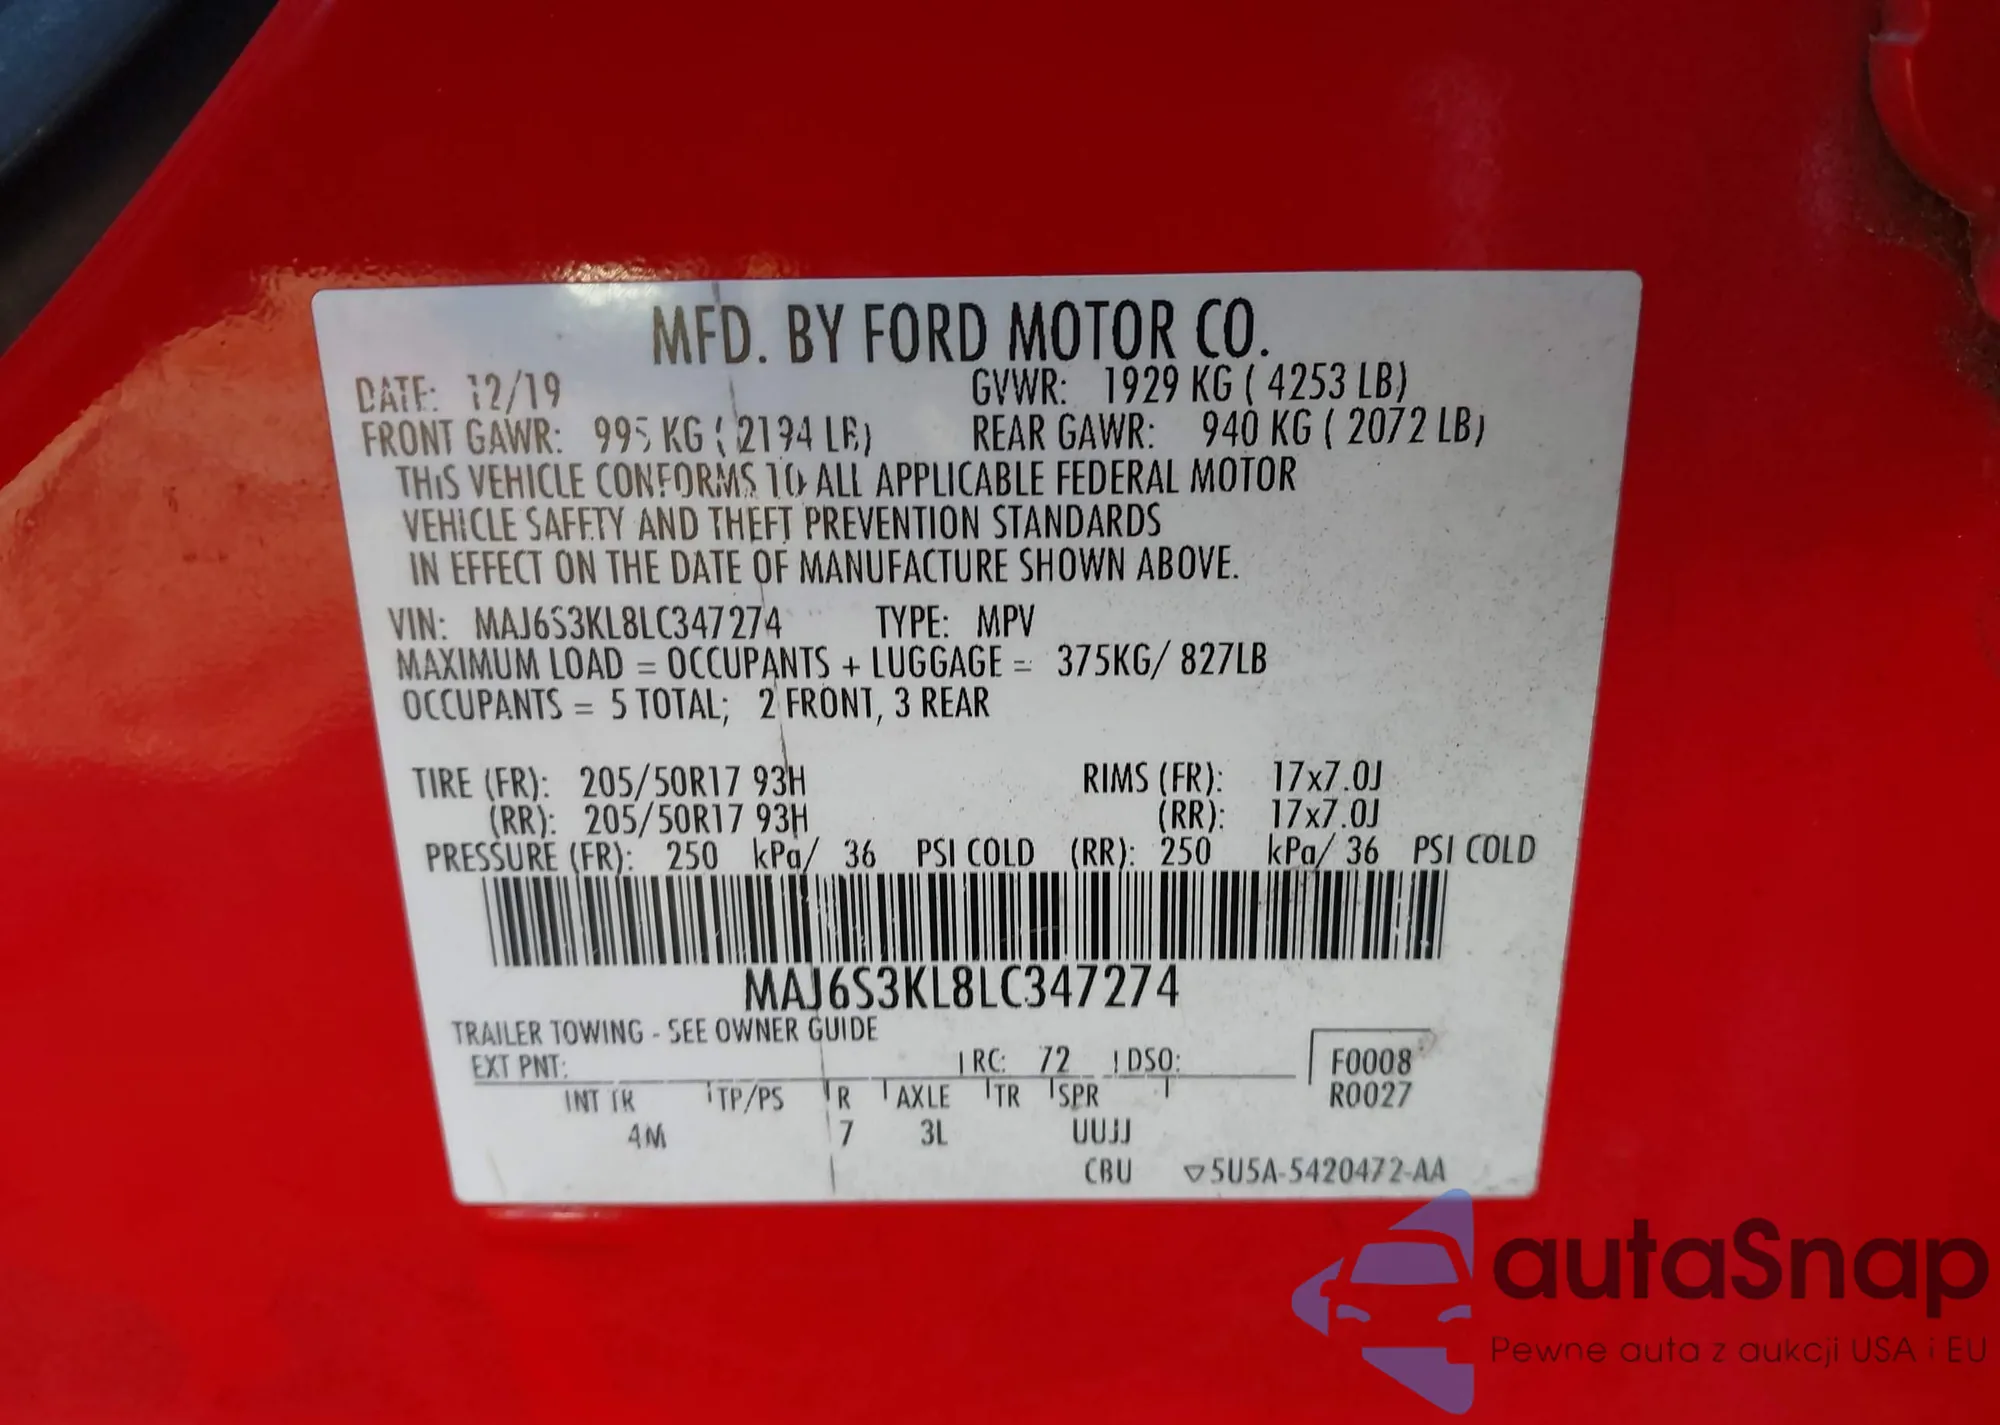 MFD. BY FORD MOTOR CO.
DATE: 12/19 GVWR: 1929 KG ( 4253 LB)
FRONT GAWR: 995 KG ( 2194 LB) REAR GAWR: 940 KG ( 2072 LB)
THIS VEHICLE CONFORMS TO ALL APPLICABLE FEDERAL MOTOR
VEHICLE SAFETY AND THEFT PREVENTION STANDARDS
IN EFFECT ON THE DATE OF MANUFACTURE SHOWN ABOVE.
VIN: MAJ6S3KL8LC347274 TYPE: MPV
MAXIMUM LOAD = OCCUPANTS + LUGGAGE = 375KG/ 827LB
OCCUPANTS = 5 TOTAL; 2 FRONT, 3 REAR
TIRE (FR): 205/50R17 93H RIMS (FR): 17x7.0J
(RR): 205/50R17 93H (RR): 17x7.0J
PRESSURE (FR): 250 kPa/ 36 PSI COLD (RR): 250 kPa/ 36 PSI COLD
MAJ6S3KL8LC347274
TRAILER TOWING - SEE OWNER GUIDE
EXT PNT: RC: 72 DSO: F0008
INT TR TP/PS R AXLE TR SPR R0027
4M 7 3L UUJJ
CBU ▽5U5A-5420472-AA
autaSnap
Pewne auta z aukcji USA i EU